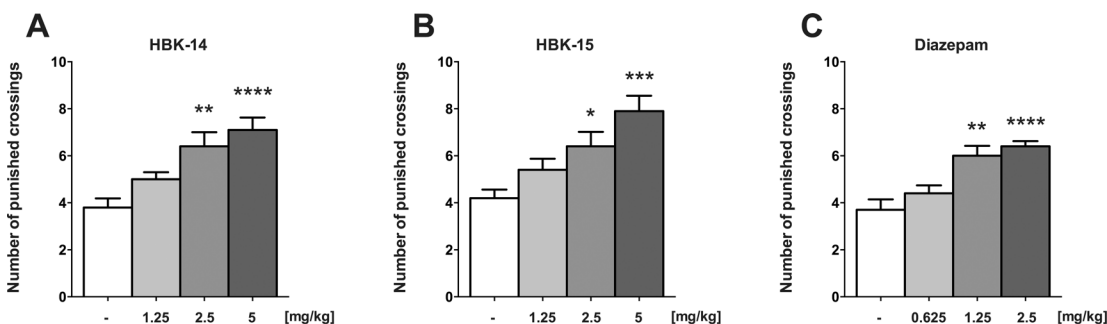 A
HBK-14
Number of punished crossings
10
8
6
4
2
0
**
****
- 1.25 2.5 5 [mg/kg]
B
HBK-15
Number of punished crossings
10
8
6
4
2
0
*
***
- 1.25 2.5 5 [mg/kg]
C
Diazepam
Number of punished crossings
10
8
6
4
2
0
**
****
- 0.625 1.25 2.5 [mg/kg]